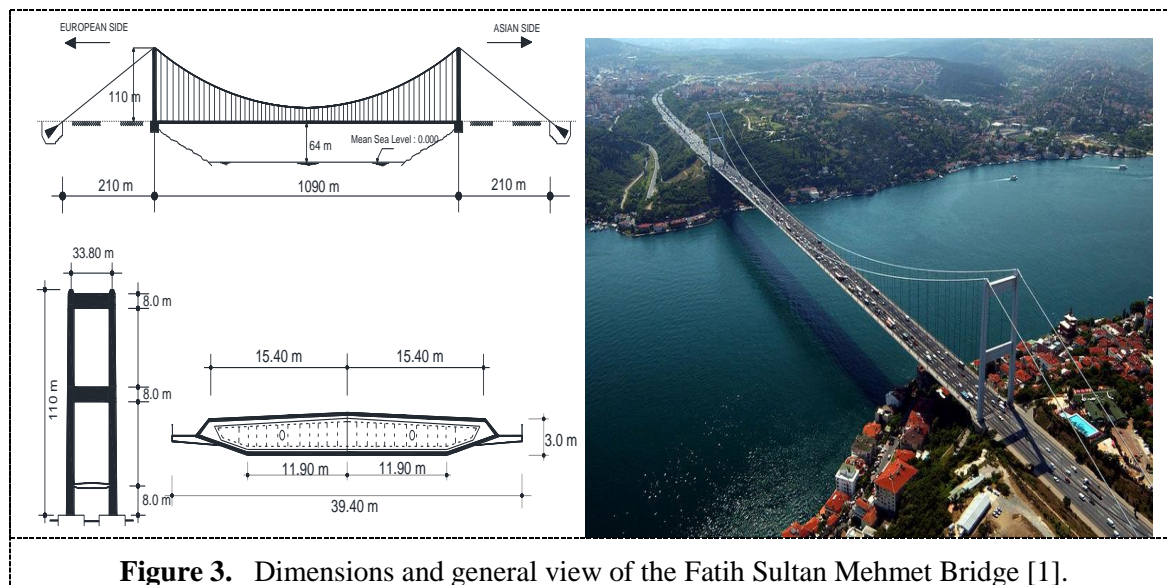 EUROPEAN SIDE
ASIAN SIDE
110 m
64 m
Mean Sea Level : 0.000
210 m
1090 m
210 m
33.80 m
8.0 m
110 m
8.0 m
8.0 m
15.40 m
15.40 m
3.0 m
11.90 m
11.90 m
39.40 m
Figure 3. Dimensions and general view of the Fatih Sultan Mehmet Bridge [1].